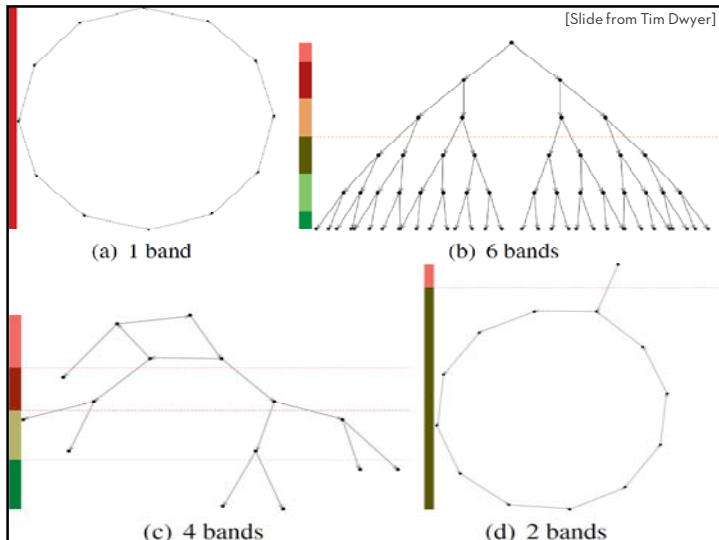 [Slide from Tim Dwyer]
(a) 1 band
(b) 6 bands
(c) 4 bands
(d) 2 bands